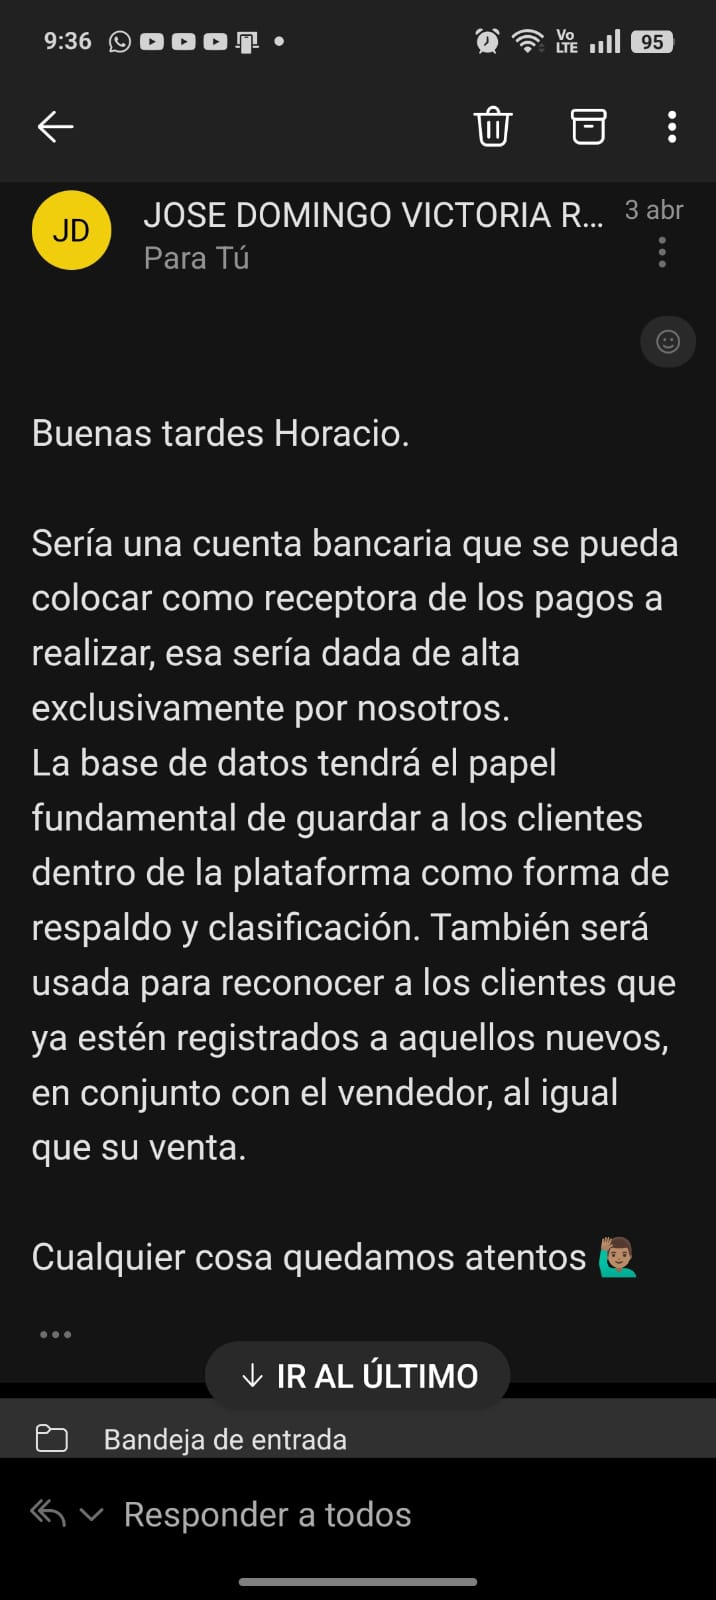 9:36
Vo
LTE
95
JD
JOSE DOMINGO VICTORIA R...
3 abr
Para Tú
Buenas tardes Horacio.
Sería una cuenta bancaria que se pueda
colocar como receptora de los pagos a
realizar, esa sería dada de alta
exclusivamente por nosotros.
La base de datos tendrá el papel
fundamental de guardar a los clientes
dentro de la plataforma como forma de
respaldo y clasificación. También será
usada para reconocer a los clientes que
ya estén registrados a aquellos nuevos,
en conjunto con el vendedor, al igual
que su venta.
Cualquier cosa quedamos atentos 🙋🏽‍♂️
...
↓ IR AL ÚLTIMO
Bandeja de entrada
Responder a todos